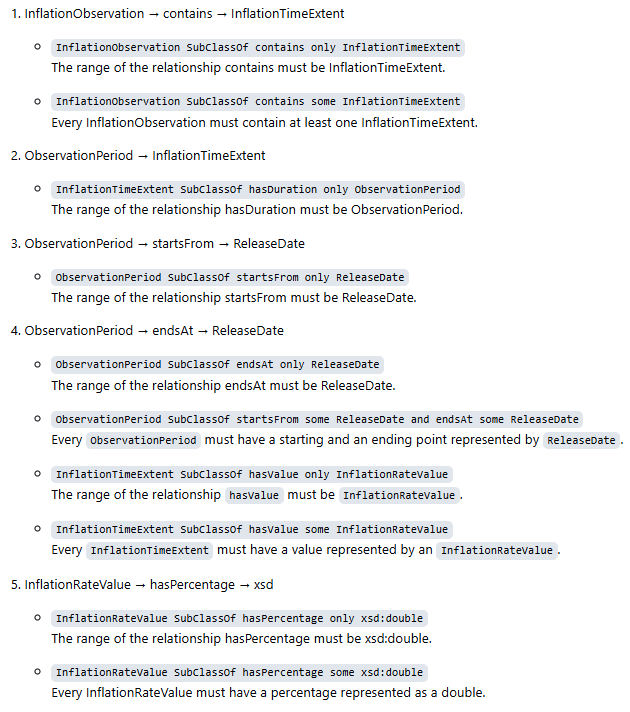 1. InflationObservation → contains → InflationTimeExtent
InflationObservation SubClassOf contains only InflationTimeExtent
The range of the relationship contains must be InflationTimeExtent.
InflationObservation SubClassOf contains some InflationTimeExtent
Every InflationObservation must contain at least one InflationTimeExtent.
2. ObservationPeriod → InflationTimeExtent
InflationTimeExtent SubClassOf hasDuration only ObservationPeriod
The range of the relationship hasDuration must be ObservationPeriod.
3. ObservationPeriod → startsFrom → ReleaseDate
ObservationPeriod SubClassOf startsFrom only ReleaseDate
The range of the relationship startsFrom must be ReleaseDate.
4. ObservationPeriod → endsAt → ReleaseDate
ObservationPeriod SubClassOf endsAt only ReleaseDate
The range of the relationship endsAt must be ReleaseDate.
ObservationPeriod SubClassOf startsFrom some ReleaseDate and endsAt some ReleaseDate
Every ObservationPeriod must have a starting and an ending point represented by ReleaseDate.
InflationTimeExtent SubClassOf hasValue only InflationRateValue
The range of the relationship hasValue must be InflationRateValue.
InflationTimeExtent SubClassOf hasValue some InflationRateValue
Every InflationTimeExtent must have a value represented by an InflationRateValue.
5. InflationRateValue → hasPercentage → xsd
InflationRateValue SubClassOf hasPercentage only xsd:double
The range of the relationship hasPercentage must be xsd:double.
InflationRateValue SubClassOf hasPercentage some xsd:double
Every InflationRateValue must have a percentage represented as a double.